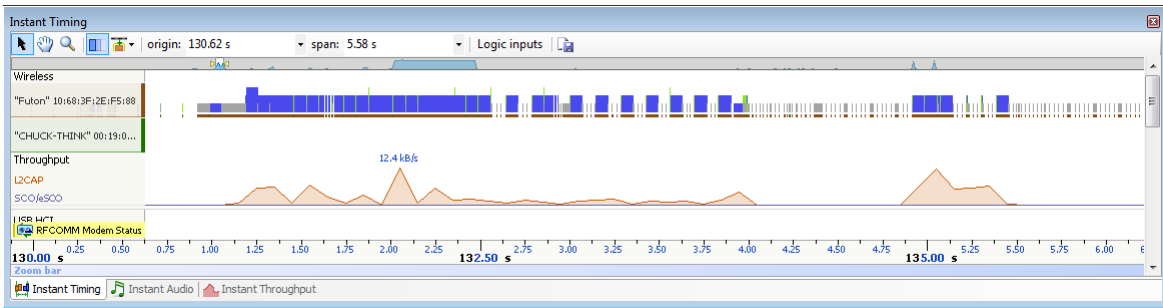 Instant Timing
origin: 130.62 s span: 5.58 s Logic inputs
Wireless
"Futon" 10:68:3F:2E:F5:88
"CHUCK-THINK" 00:19:0...
Throughput
12.4 kB/s
L2CAP
SCO/eSCO
USB HCI
RFCOMM Modem Status
0.25 0.50 0.75 1.00 1.25 1.50 1.75 2.00 2.25 2.75 3.00 3.25 3.50 3.75 4.00 4.25 4.50 4.75 5.25 5.50 5.75 6.00 6
130.00 s 132.50 s 135.00 s
Zoom bar
Instant Timing Instant Audio Instant Throughput